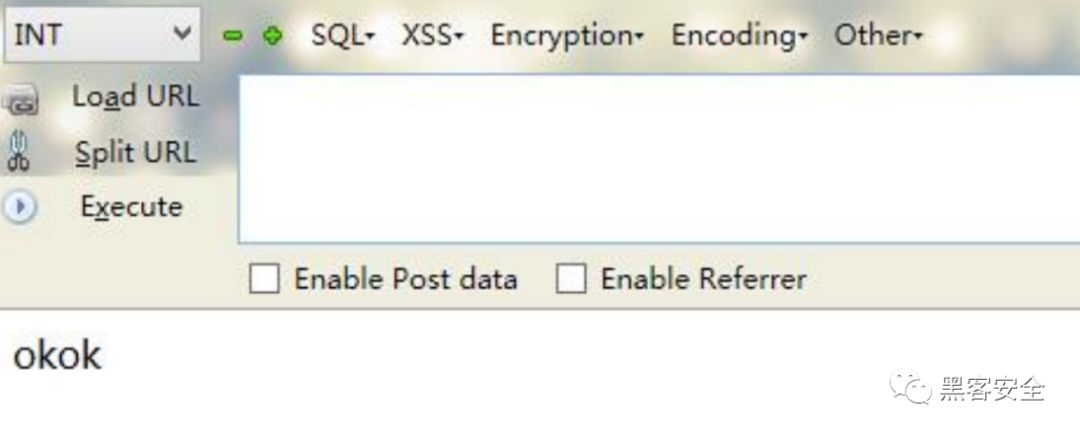 INT SQL XSS Encryption Encoding Other
Load URL
Split URL
Execute
Enable Post data Enable Referrer
okok
黑客安全